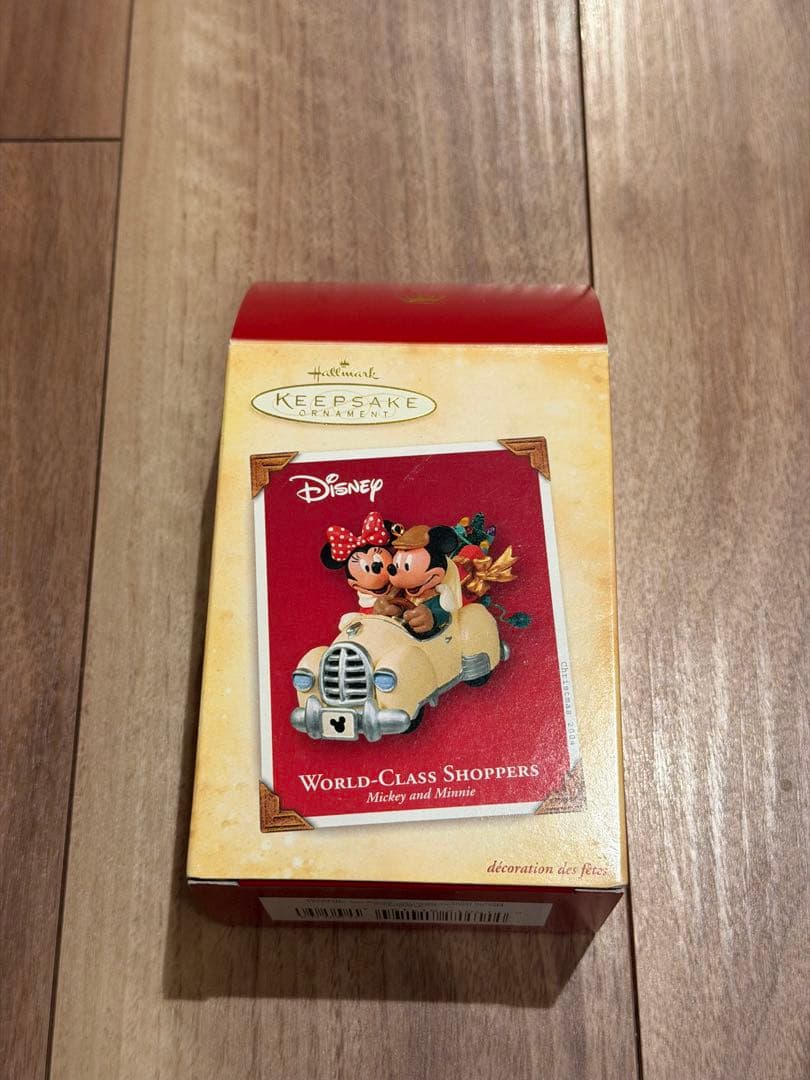 Hallmark
KEEPSAKE
ORNAMENT
Disney
Christmas 2004
WORLD-CLASS SHOPPERS
Mickey and Minnie
décoration des fêtes